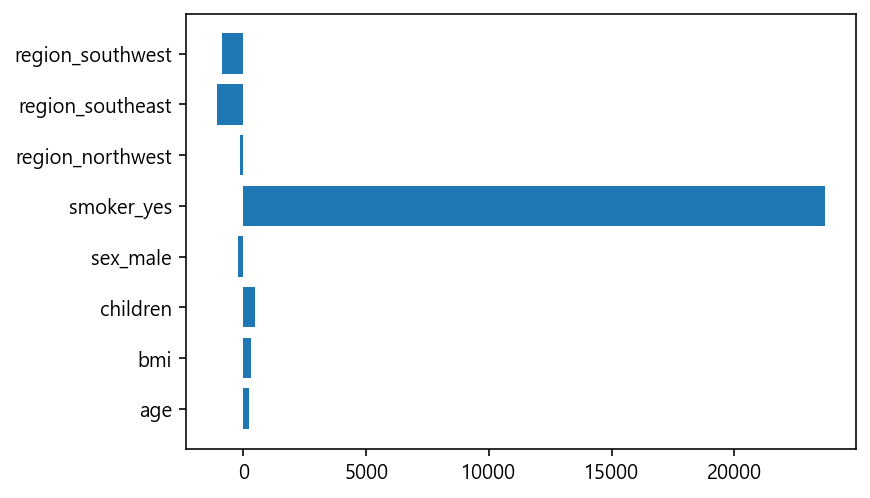 region_southwest
region_southeast
region_northwest
smoker_yes
sex_male
children
bmi
age
0 5000 10000 15000 20000